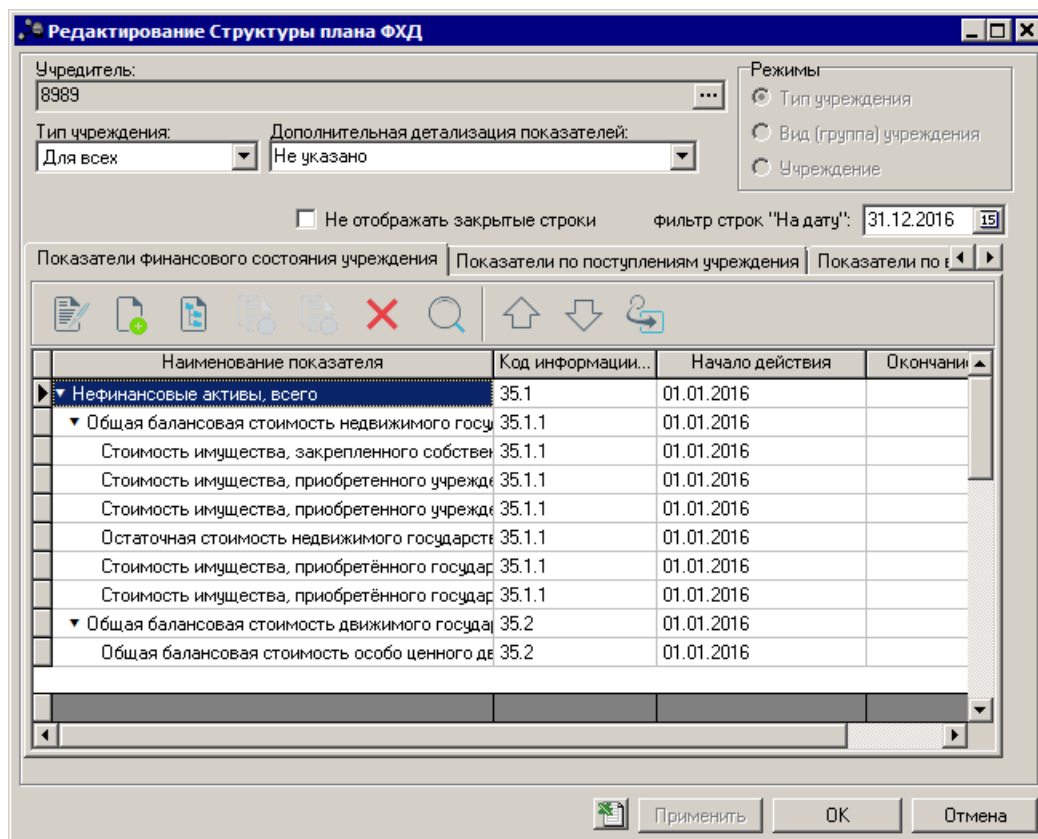 Редактирование Структуры плана ФХД
Учредитель:
8989
Режимы
Тип учреждения
Вид (группа) учреждения
Учреждение
Тип учреждения:
Дополнительная детализация показателей:
Для всех
Не указано
Не отображать закрытые строки
фильтр строк "На дату":
31.12.2016
15
Показатели финансового состояния учреждения
Показатели по поступлениям учреждения
Показатели по в
Наименование показателя Код информации... Начало действия Окончани
Нефинансовые активы, всего 35.1 01.01.2016
Общая балансовая стоимость недвижимого госу 35.1.1 01.01.2016
Стоимость имущества, закрепленного собствен 35.1.1 01.01.2016
Стоимость имущества, приобретенного учрежде 35.1.1 01.01.2016
Стоимость имущества, приобретенного учрежде 35.1.1 01.01.2016
Остаточная стоимость недвижимого государств 35.1.1 01.01.2016
Стоимость имущества, приобретённого государ 35.1.1 01.01.2016
Стоимость имущества, приобретённого государ 35.1.1 01.01.2016
Общая балансовая стоимость движимого государ 35.2 01.01.2016
Общая балансовая стоимость особо ценного дв 35.2 01.01.2016
Применить
OK
Отмена